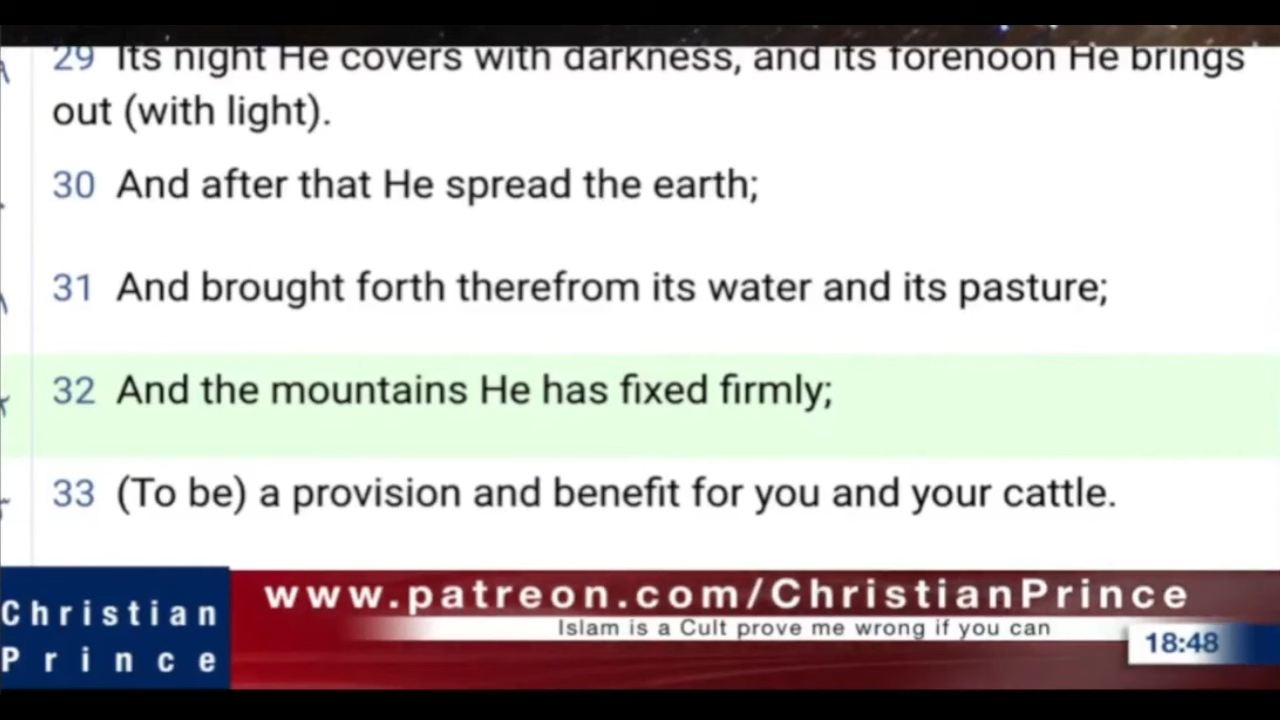 29 Its night He covers with darkness, and its forenoon He brings
out (with light).
30 And after that He spread the earth;
31 And brought forth therefrom its water and its pasture;
32 And the mountains He has fixed firmly;
33 (To be) a provision and benefit for you and your cattle.
Christian
Prince
www.patreon.com/ChristianPrince
Islam is a Cult prove me wrong if you can
18:48